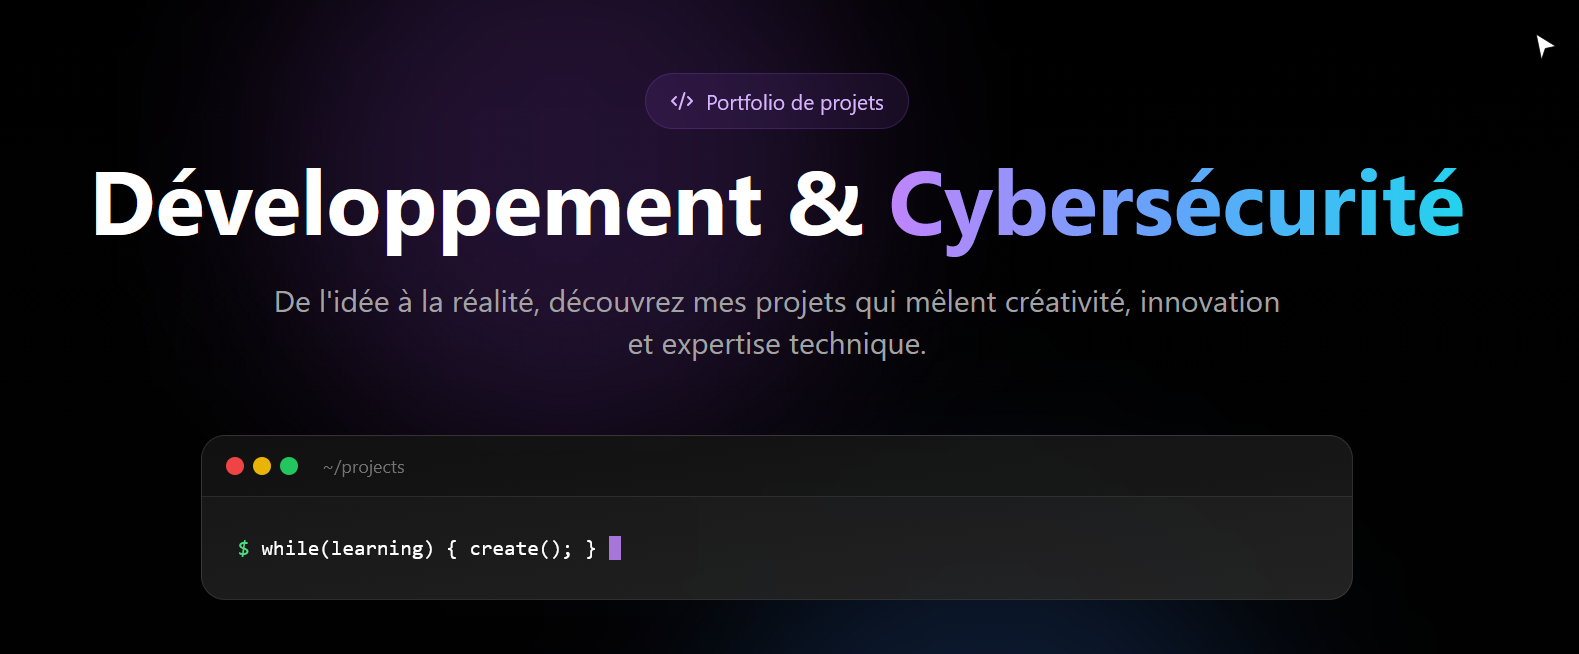 </> Portfolio de projets
Développement & Cybersécurité
De l'idée à la réalité, découvrez mes projets qui mêlent créativité, innovation
et expertise technique.
~/projects
$ while(learning) { create(); }